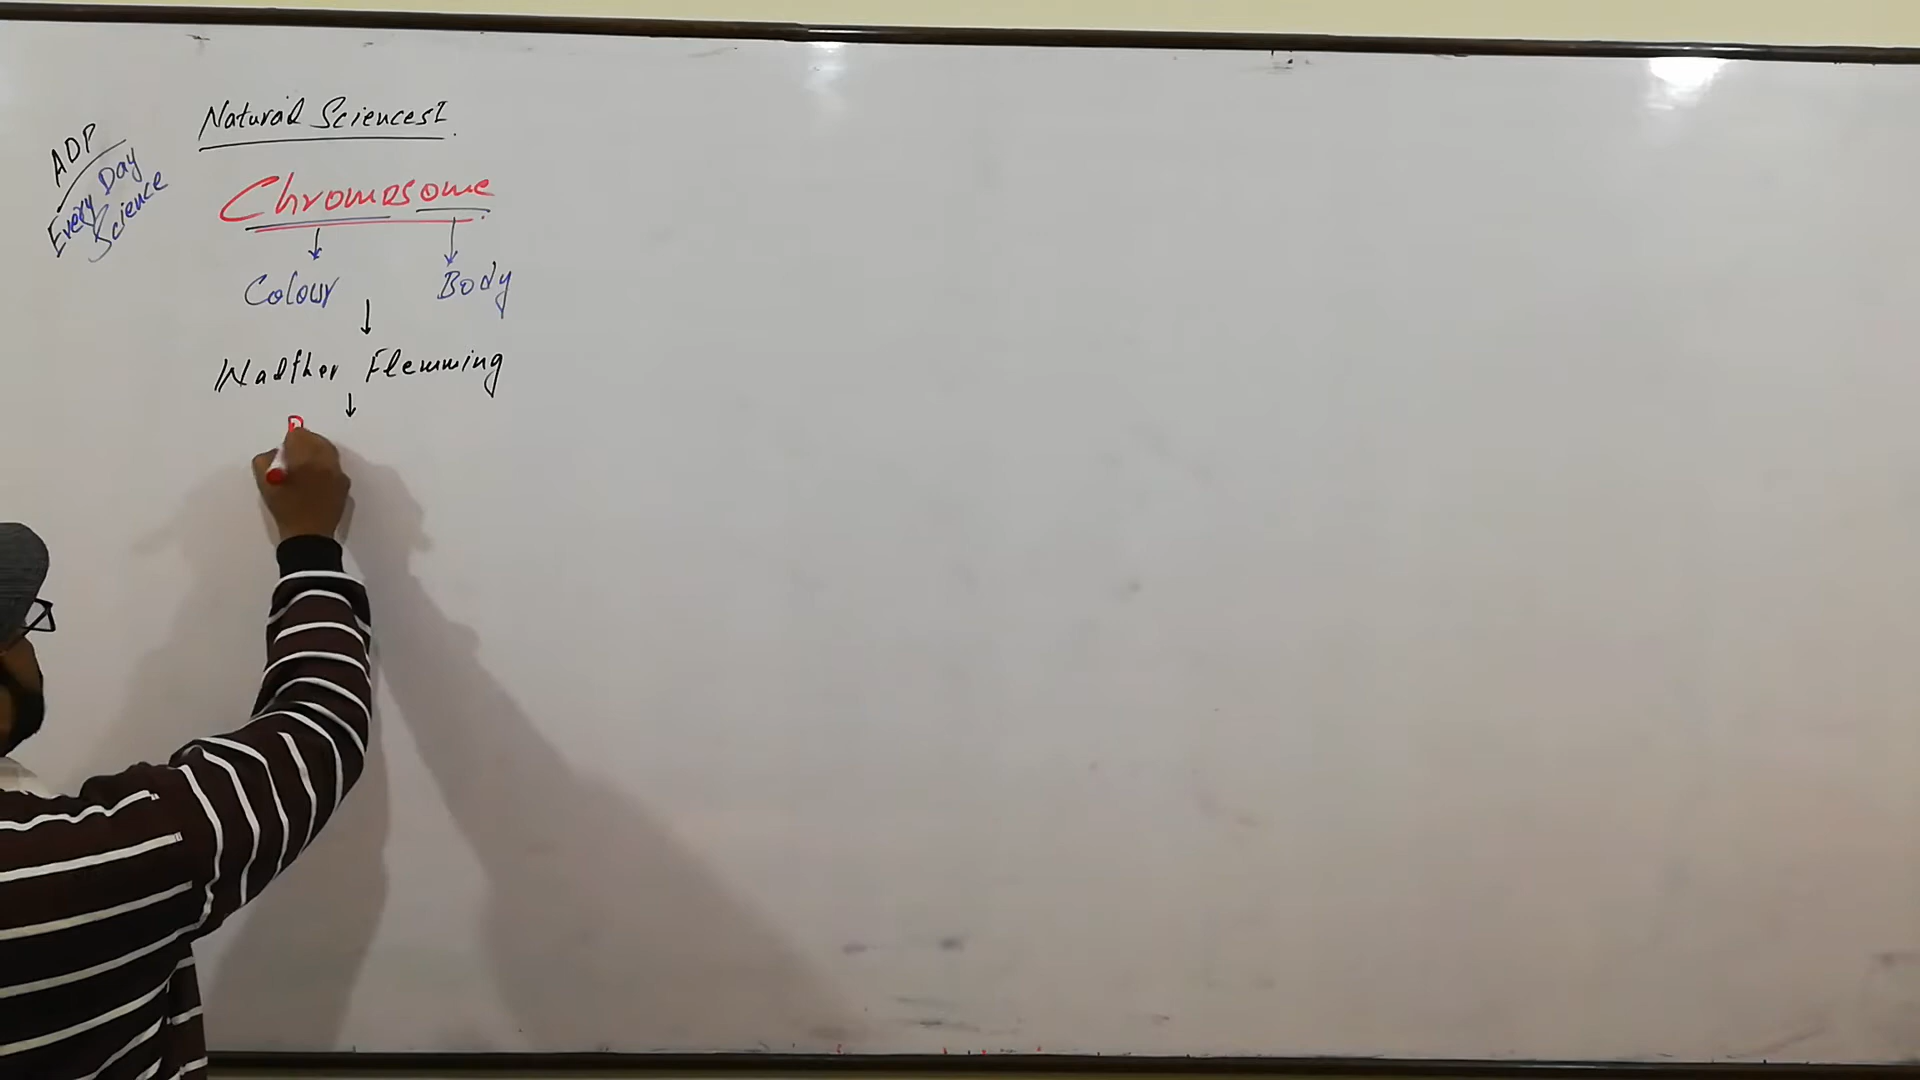 Natural Sciences I
ADP
Every Day
Science
Chromosome
Colour Body
Walther Flemming